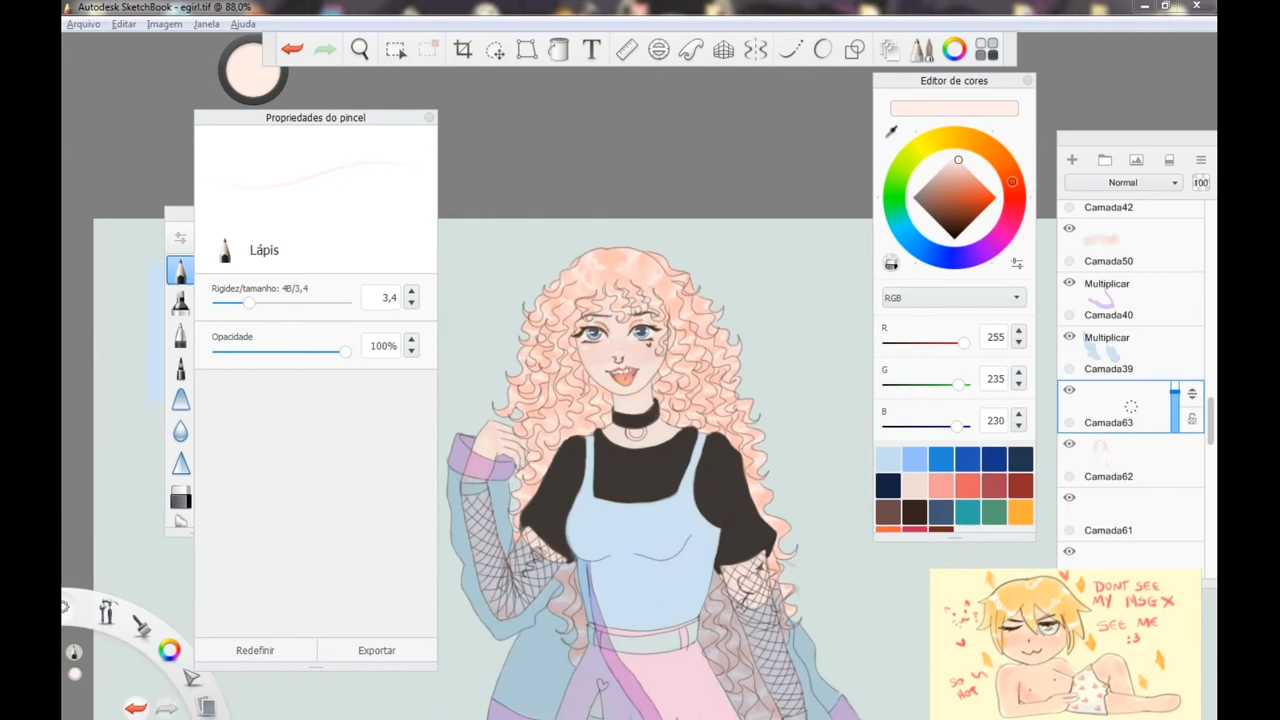 Autodesk SketchBook - egirl.tif @ 88,0%
Arquivo Editar Imagem Janela Ajuda
T
Propriedades do pincel
Lápis
Rigidez/tamanho: 4B/3,4
3,4
Opacidade
100%
Redefinir Exportar
Editor de cores
RGB
R 255
G 235
B 230
Normal 100
Camada42
Camada50
Multiplicar
Camada40
Multiplicar
Camada39
Camada63
Camada62
Camada61
DONT SEE
MY MSG X
SEE ME
:3
SO
HOT